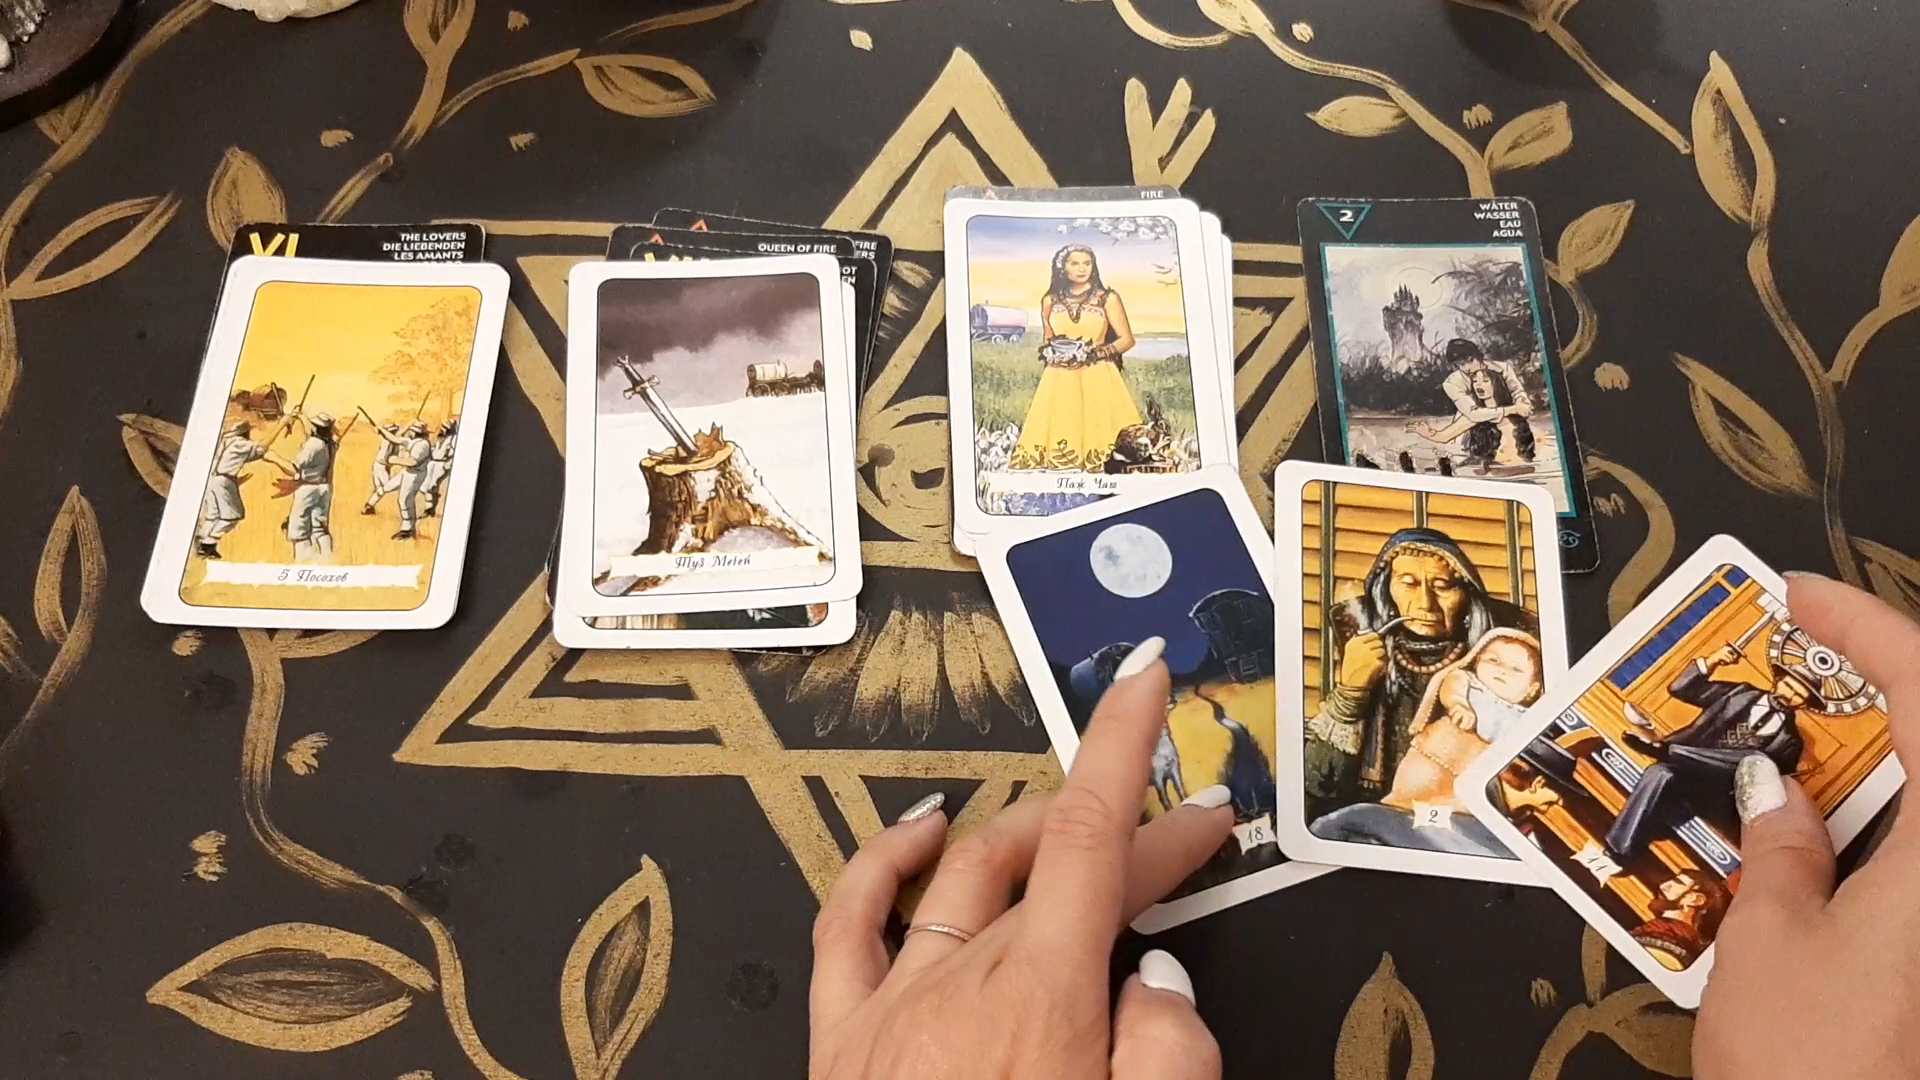 VI
THE LOVERS
DIE LIEBENDEN
LES AMANTS
5 Посохов
QUEEN OF FIRE
FIRE
Туз Мечей
FIRE
Паж Чаш
2
WATER
WASSER
EAU
AGUA
18
2